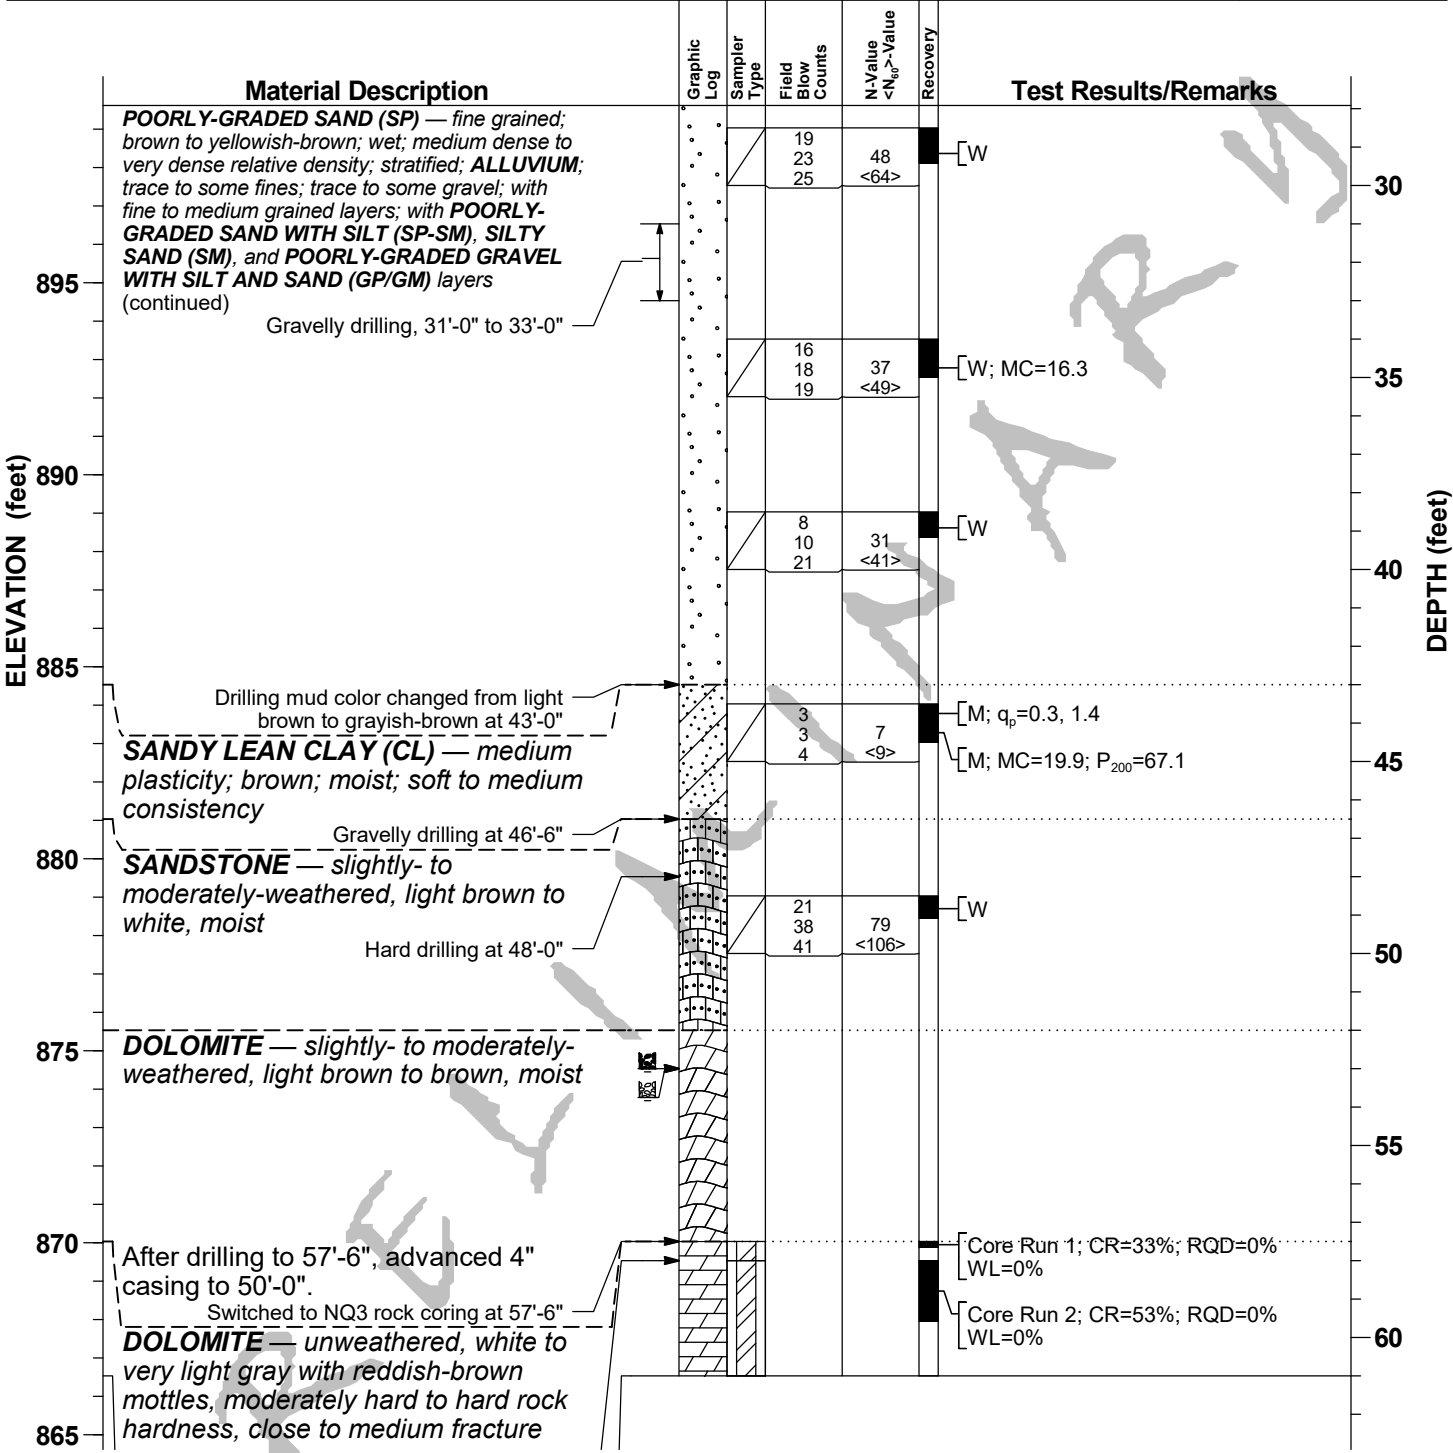 Material Description
Graphic
Log
Sampler
Type
Field
Blow
Counts
N-Value
<N60>-Value
Recovery
Test Results/Remarks
POORLY-GRADED SAND (SP) — fine grained;
brown to yellowish-brown; wet; medium dense to
very dense relative density; stratified; ALLUVIUM;
trace to some fines; trace to some gravel; with
fine to medium grained layers; with POORLY-
GRADED SAND WITH SILT (SP-SM), SILTY
SAND (SM), and POORLY-GRADED GRAVEL
WITH SILT AND SAND (GP/GM) layers
(continued)
Gravelly drilling, 31'-0" to 33'-0"
Drilling mud color changed from light
brown to grayish-brown at 43'-0"
SANDY LEAN CLAY (CL) — medium
plasticity; brown; moist; soft to medium
consistency
Gravelly drilling at 46'-6"
SANDSTONE — slightly- to
moderately-weathered, light brown to
white, moist
Hard drilling at 48'-0"
DOLOMITE — slightly- to moderately-
weathered, light brown to brown, moist
After drilling to 57'-6", advanced 4"
casing to 50'-0".
Switched to NQ3 rock coring at 57'-6"
DOLOMITE — unweathered, white to
very light gray with reddish-brown
mottles, moderately hard to hard rock
hardness, close to medium fracture
ELEVATION (feet)
895
890
885
880
875
870
865
19
23
25
48
<64>
W
16
18
19
37
<49>
W; MC=16.3
8
10
21
31
<41>
W
3
3
4
7
<9>
M; qp=0.3, 1.4
M; MC=19.9; P200=67.1
21
38
41
79
<106>
W
Core Run 1; CR=33%; RQD=0%
WL=0%
Core Run 2; CR=53%; RQD=0%
WL=0%
30
35
40
45
50
55
60
DEPTH (feet)
RELIMINARY